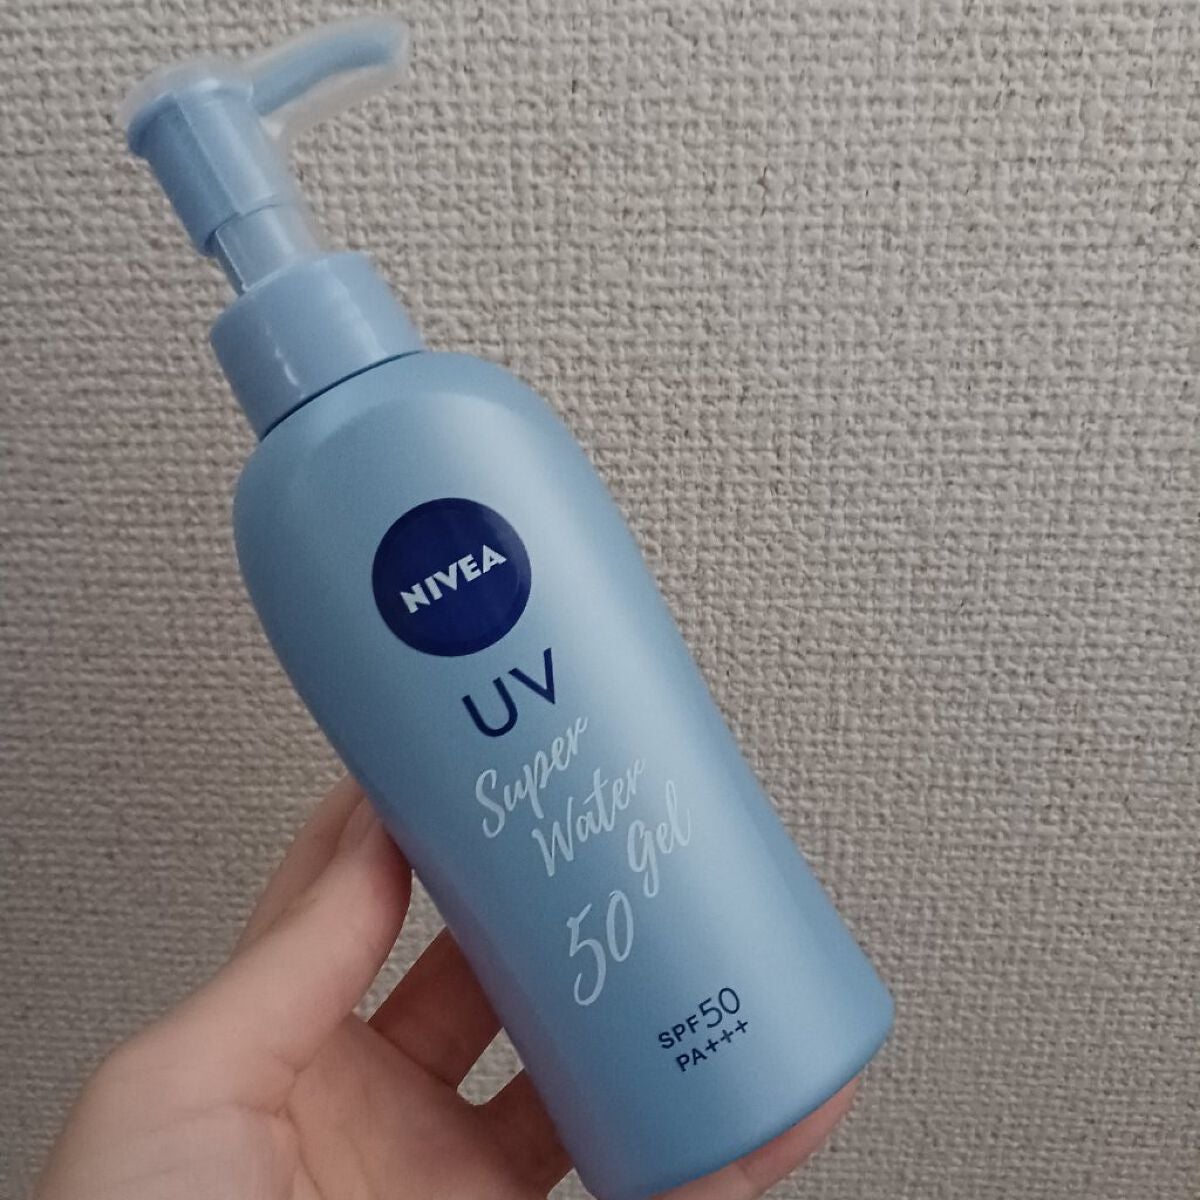 NIVEA
UV
Super
Water
Gel
50
SPF50
PA+++